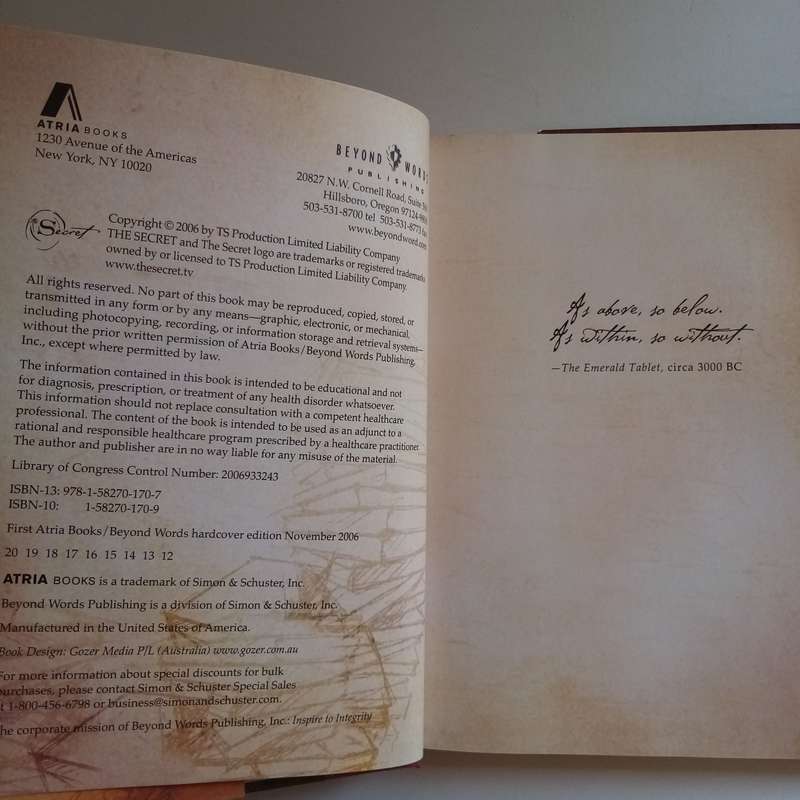 ATRIA BOOKS
1230 Avenue of the Americas
New York, NY 10020
BEYOND WORDS
PUBLISHING
20827 N.W. Cornell Road, Suite
Hillsboro, Oregon
503-531-8700 tel 503-531-8773
www.beyondword.com
Secret
Copyright © 2006 by TS Production Limited Liability Company
THE SECRET and The Secret logo are trademarks or registered trademarks
owned by or licensed to TS Production Limited Liability Company
www.thesecret.tv
All rights reserved. No part of this book may be reproduced, copied, stored, or
transmitted in any form or by any means—graphic, electronic, or mechanical,
including photocopying, recording, or information storage and retrieval systems—
without the prior written permission of Atria Books/Beyond Words Publishing,
Inc., except where permitted by law.
The information contained in this book is intended to be educational and not
for diagnosis, prescription, or treatment of any health disorder whatsoever.
This information should not replace consultation with a competent healthcare
professional. The content of the book is intended to be used as an adjunct to a
rational and responsible healthcare program prescribed by a healthcare practitioner.
The author and publisher are in no way liable for any misuse of the material.
Library of Congress Control Number: 2006933243
ISBN-13: 978-1-58270-170-7
ISBN-10: 1-58270-170-9
First Atria Books/Beyond Words hardcover edition November 2006
20 19 18 17 16 15 14 13 12
ATRIA BOOKS is a trademark of Simon & Schuster, Inc.
Beyond Words Publishing is a division of Simon & Schuster, Inc.
Manufactured in the United States of America.
Book Design: Gozer Media P/L (Australia) www.gozer.com.au
For more information about special discounts for bulk
purchases, please contact Simon & Schuster Special Sales
at 1-800-456-6798 or business@simonandschuster.com.
The corporate mission of Beyond Words Publishing, Inc.: Inspire to Integrity
As above, so below.
As within, so without.
—The Emerald Tablet, circa 3000 BC